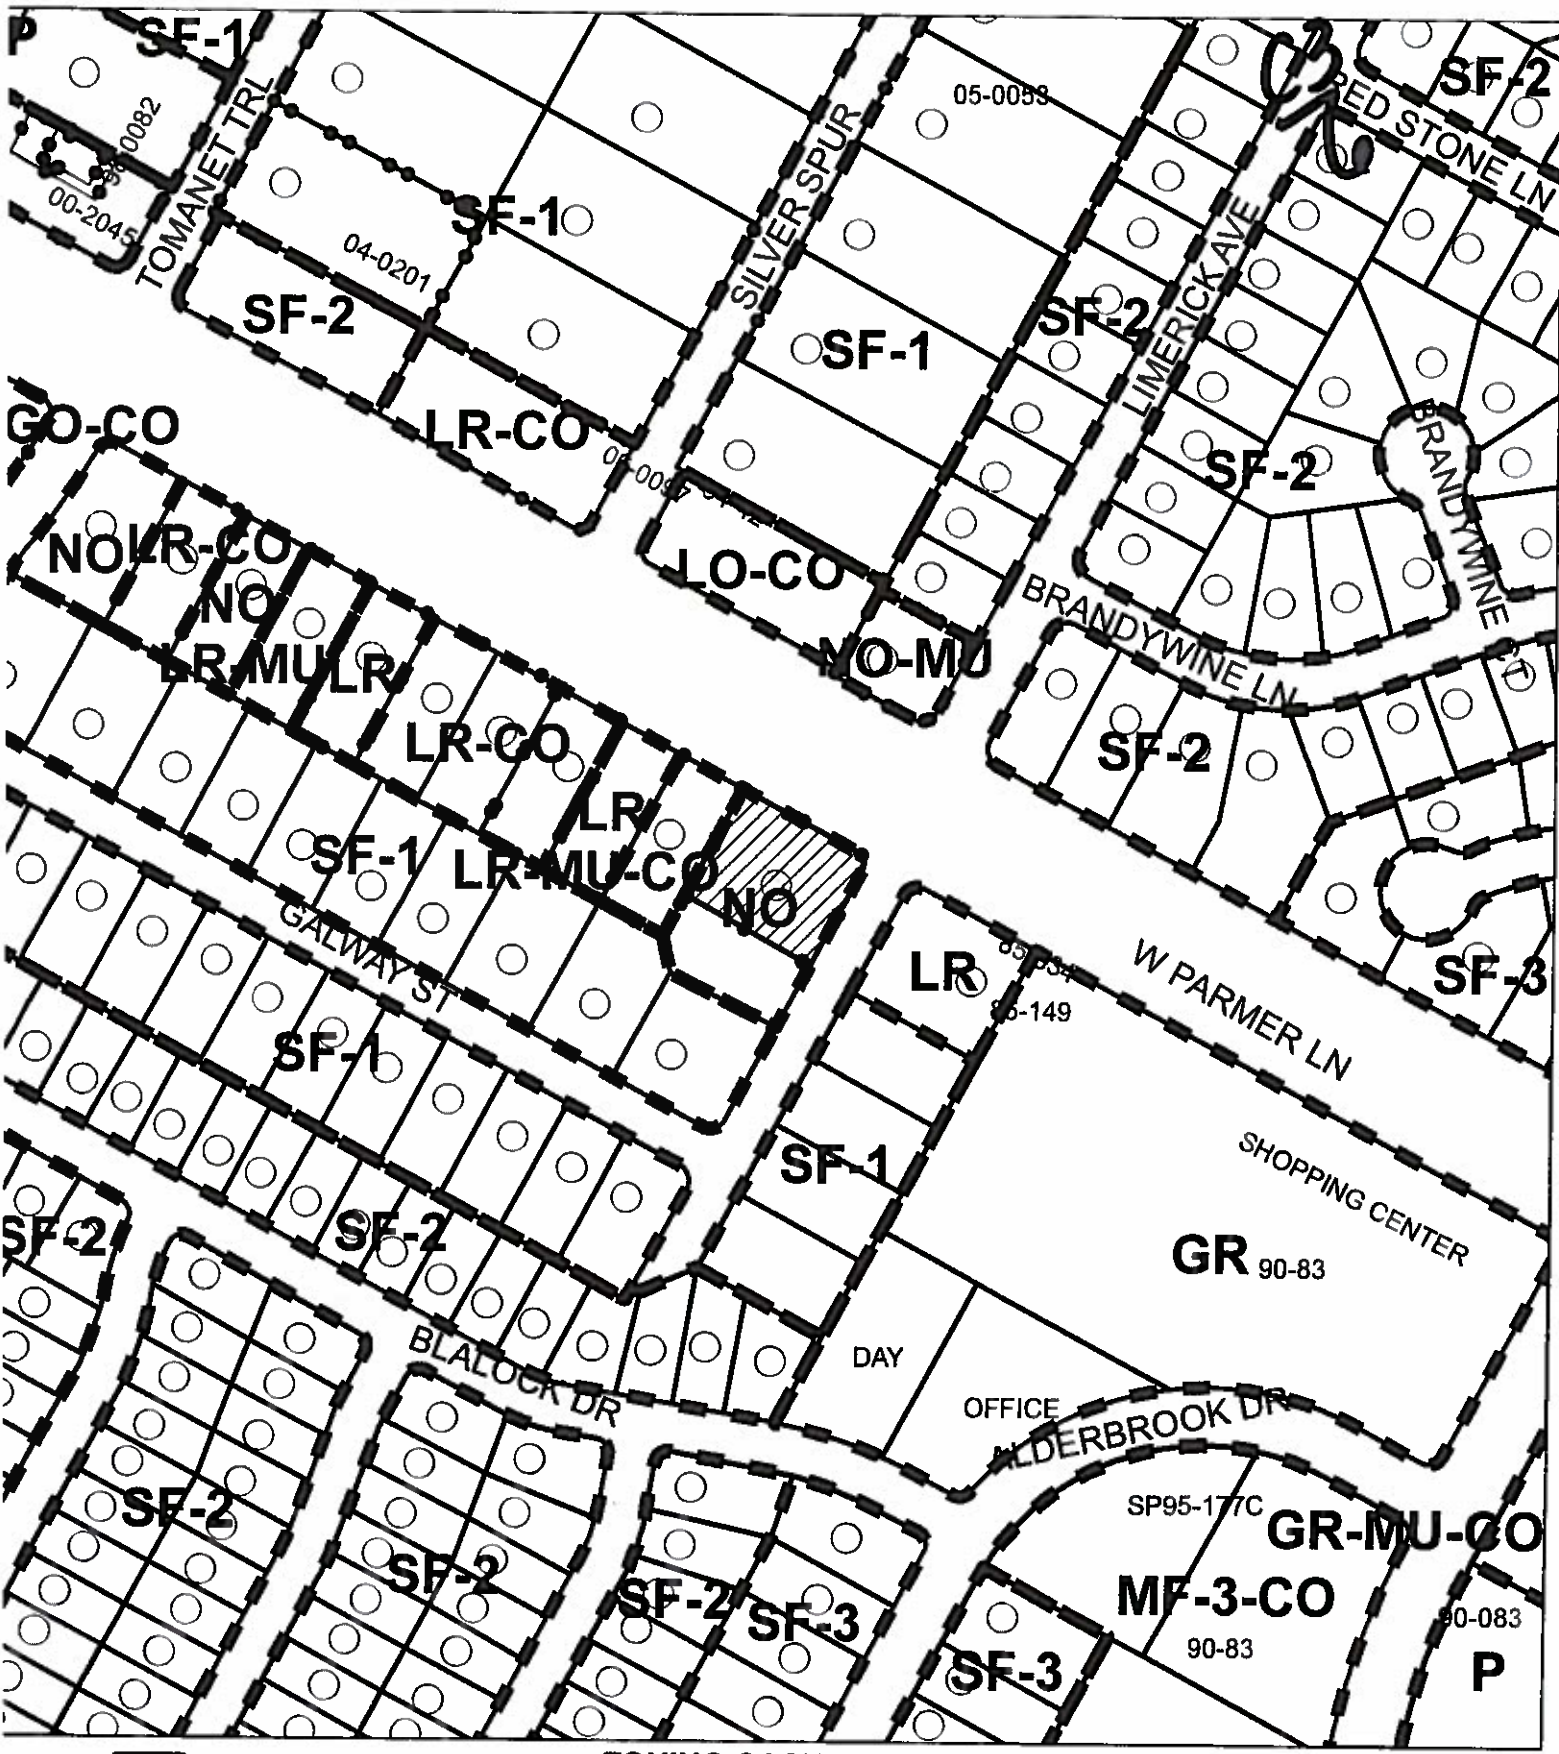 P
SF-1
C3
6
SF-2
05-0053
RED STONE LN
TOMANET TRL
00-2045
SILVER SPUR
SF-1
04-0201
LIMERICK AVE
SF-2
SF-2
SF-1
GO-CO
LR-CO
SF-2
BRANDYWINE CT
NO
LR-CO
NO
LR-MU
LR
LO-CO
NO-MU
BRANDYWINE LN
LR-CO
SF-2
LR
LR-MU-CO
NO
SF-1
GALWAY ST
LR
85-149
W PARMER LN
SF-3
SF-1
SF-1
SHOPPING CENTER
GR 90-83
SF-2
SF-2
BLALOCK DR
DAY
OFFICE
ALDERBROOK DR
SF-2
SP95-177C
GR-MU-CO
SF-2
SF-2
SF-3
MF-3-CO
90-83
90-083
SF-3
P